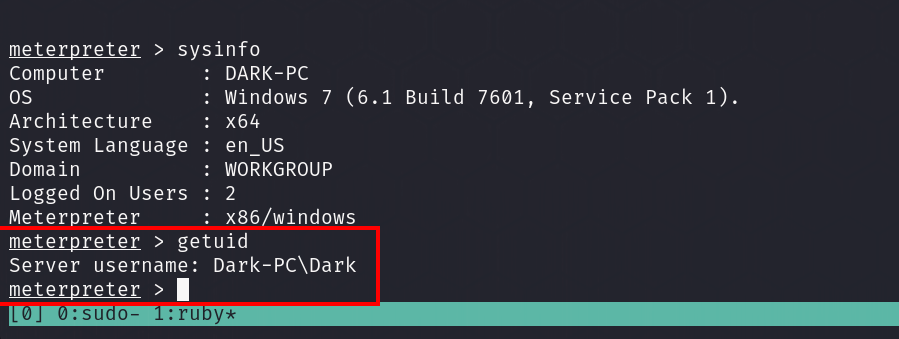 meterpreter > sysinfo
Computer        : DARK-PC
OS              : Windows 7 (6.1 Build 7601, Service Pack 1).
Architecture    : x64
System Language : en_US
Domain          : WORKGROUP
Logged On Users : 2
Meterpreter     : x86/windows
meterpreter > getuid
Server username: Dark-PC\Dark
meterpreter >
[0] 0:sudo- 1:ruby*